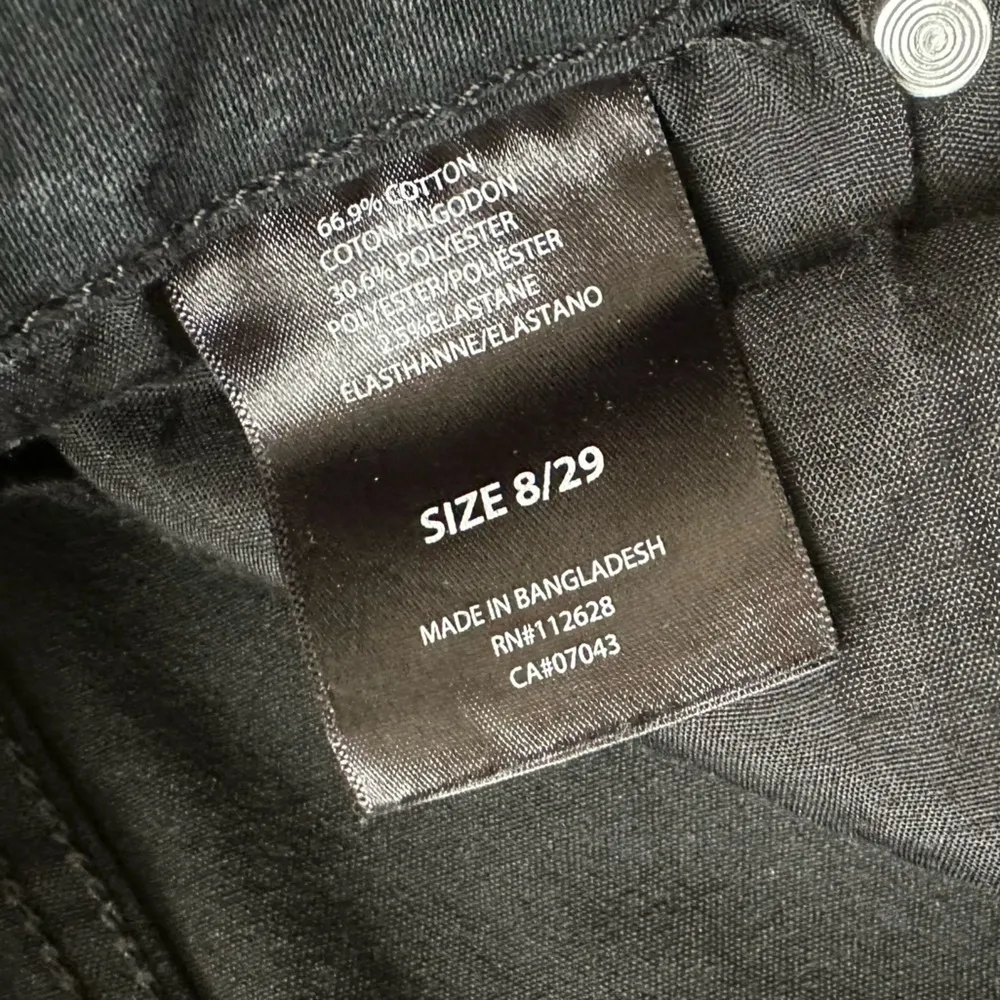 66.9% COTTON
COTON/ALGODON
30.6% POLYESTER
POLYESTER/POLIESTER
2.5%ELASTANE
ELASTHANNE/ELASTANO
SIZE 8/29
MADE IN BANGLADESH
RN#112628
CA#07043